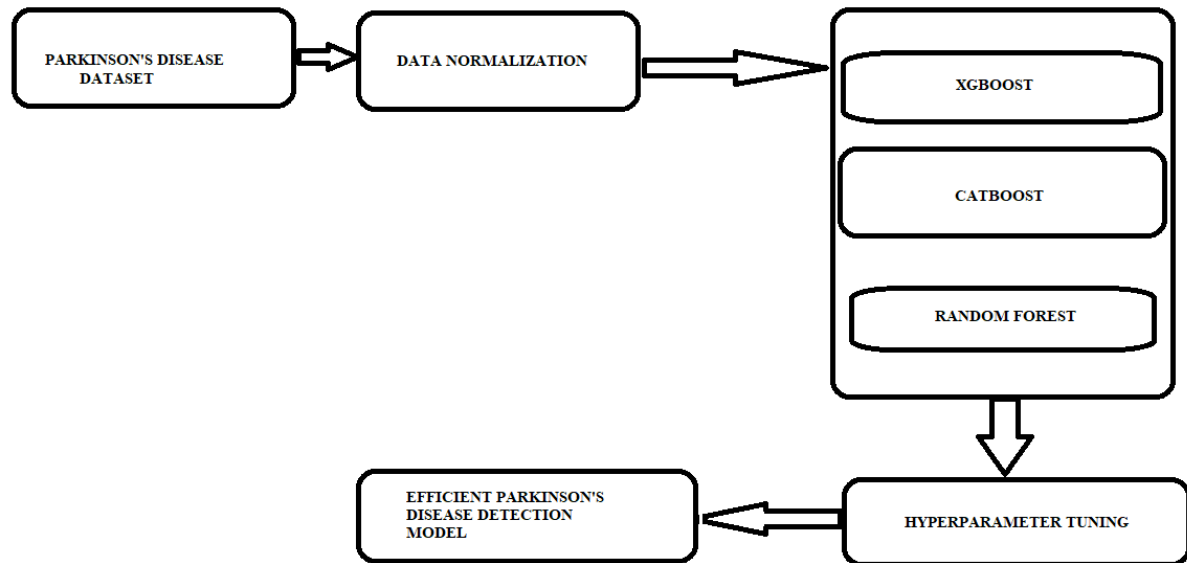 PARKINSON'S DISEASE
DATASET
DATA NORMALIZATION
XGBOOST
CATBOOST
RANDOM FOREST
HYPERPARAMETER TUNING
EFFICIENT PARKINSON'S
DISEASE DETECTION
MODEL